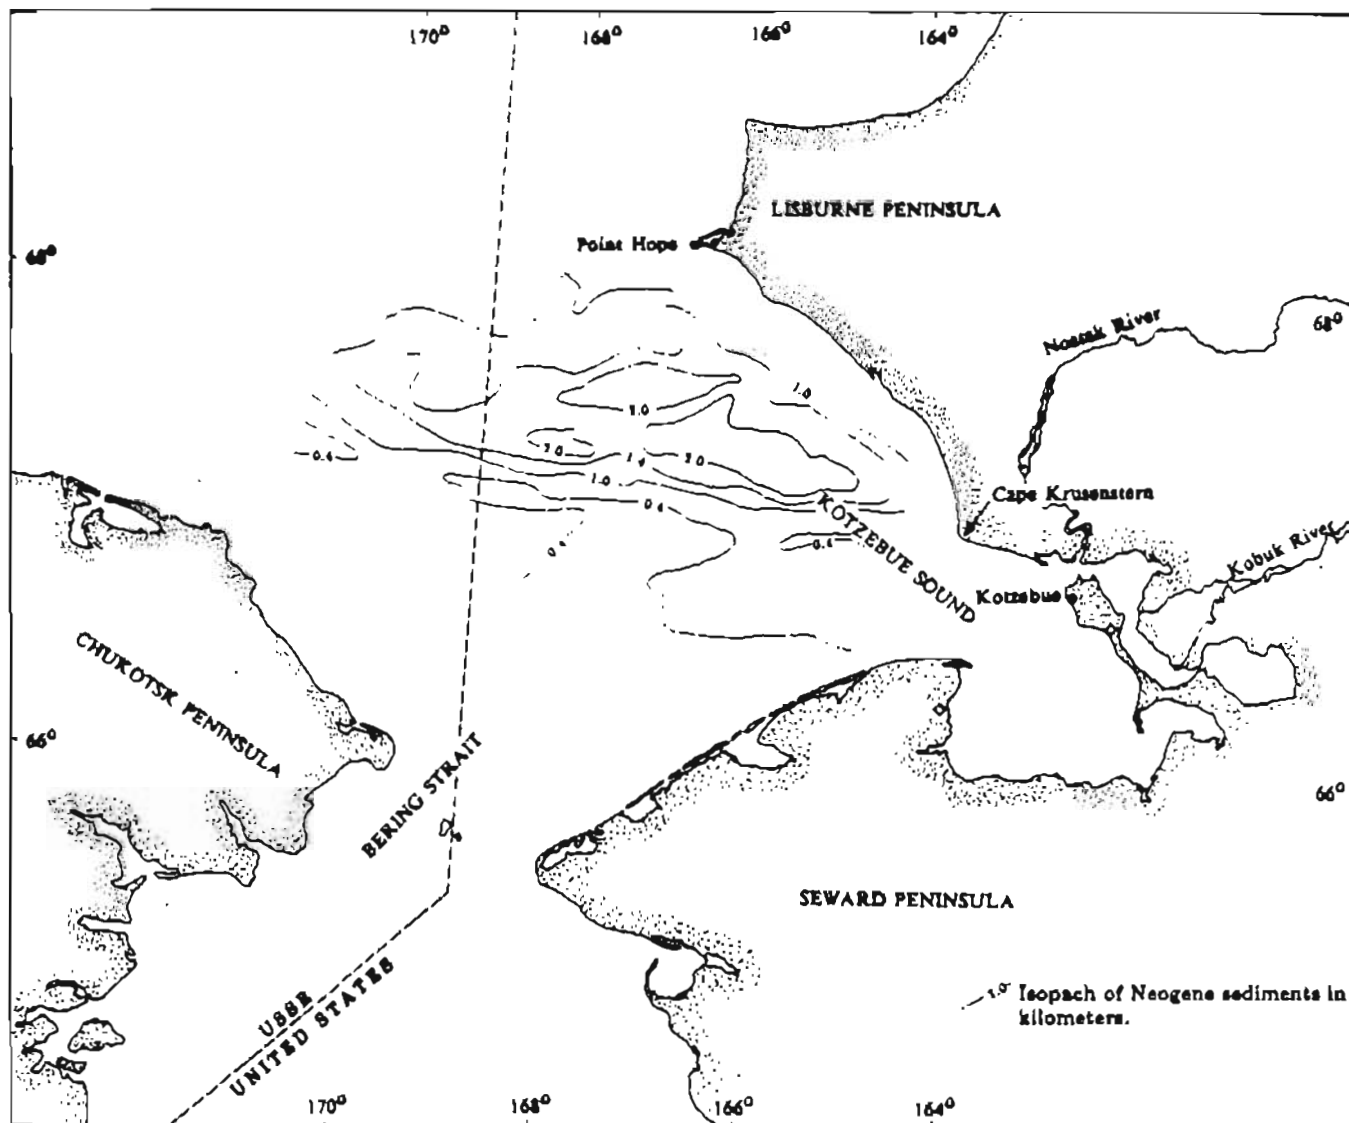 170° 168° 166° 164°
LISBURNE PENINSULA
Point Hope
68°
Noatak River
68°
1.0
2.0
2.0
2.0
1.0
0.4
0.4
0.4
0.4
KOTZEBUE SOUND
Cape Krusenstern
Kobuk River
Kotzebue
CHUKOTSK PENINSULA
66°
BERING STRAIT
66°
SEWARD PENINSULA
USSR
UNITED STATES
Isopach of Neogene sediments in
kilometers.
170° 168° 166° 164°